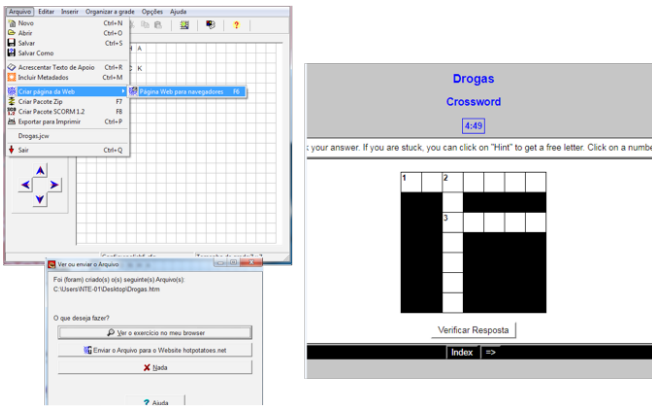 Arquivo Editar Inserir Organizar a grade Opções Ajuda
Novo Ctrl+N
Abrir Ctrl+O
Salvar Ctrl+S
Salvar Como
Acrescentar Texto de Apoio Ctrl+R
Incluir Metadados Ctrl+M
Criar página da Web
Página Web para navegadores F6
Criar Pacote Zip F7
Criar Pacote SCORM 1.2 F8
Exportar para Imprimir Ctrl+P
Drogas.jcw
Sair Ctrl+Q
H A
C K
Ver ou enviar o Arquivo
Foi (foram) criado(s) o(s) seguinte(s) Arquivo(s)
C:\Users\NTE-01\Desktop\Drogas.htm
O que deseja fazer?
Ver o exercício no meu browser
Enviar o Arquivo para o Website hotpotatoes.net
Nada
Ajuda
Drogas
Crossword
4:49
your answer. If you are stuck, you can click on "Hint" to get a free letter. Click on a numbe
1 2
3
Verificar Resposta
Index =>